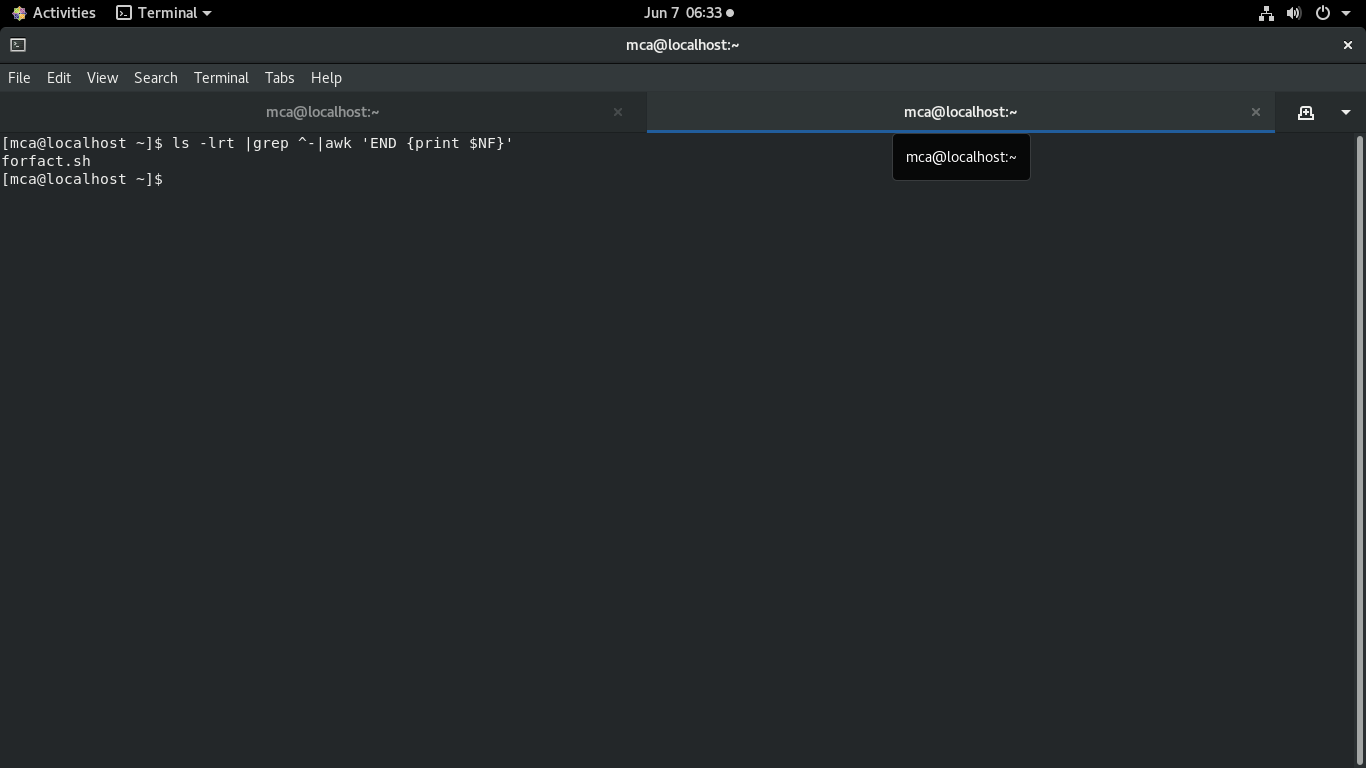 Activities Terminal Jun 7 06:33
mca@localhost:~
File Edit View Search Terminal Tabs Help
mca@localhost:~ mca@localhost:~
[mca@localhost ~]$ ls -lrt |grep ^-|awk 'END {print $NF}'
mca@localhost:~
forfact.sh
[mca@localhost ~]$